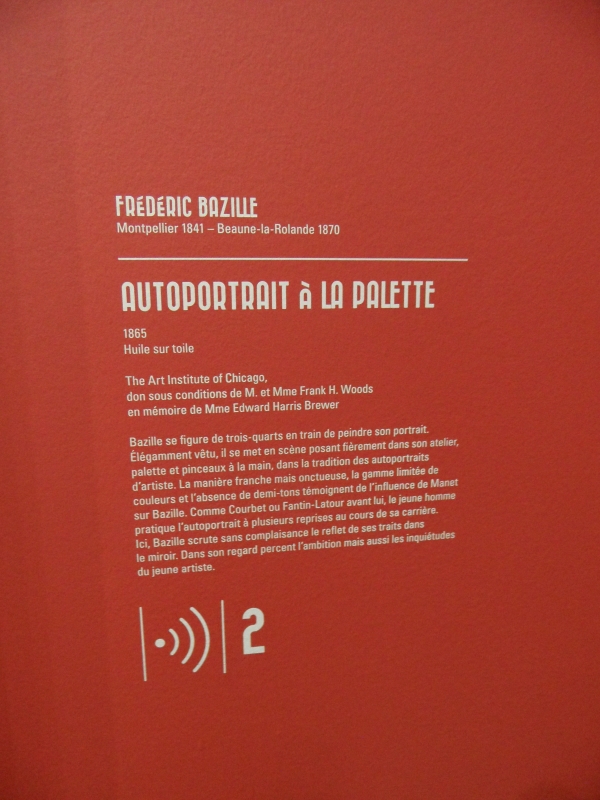 FRÉDÉRIC BAZILLE
Montpellier 1841 – Beaune-la-Rolande 1870
AUTOPORTRAIT à LA PALETTE
1865
Huile sur toile
The Art Institute of Chicago,
don sous conditions de M. et Mme Frank H. Woods
en mémoire de Mme Edward Harris Brewer
Bazille se figure de trois-quarts en train de peindre son portrait.
Élégamment vêtu, il se met en scène posant fièrement dans son atelier,
palette et pinceaux à la main, dans la tradition des autoportraits
d'artiste. La manière franche mais onctueuse, la gamme limitée de
couleurs et l'absence de demi-tons témoignent de l'influence de Manet
sur Bazille. Comme Courbet ou Fantin-Latour avant lui, le jeune homme
pratique l'autoportrait à plusieurs reprises au cours de sa carrière.
Ici, Bazille scrute sans complaisance le reflet de ses traits dans
le miroir. Dans son regard percent l'ambition mais aussi les inquiétudes
du jeune artiste.
2